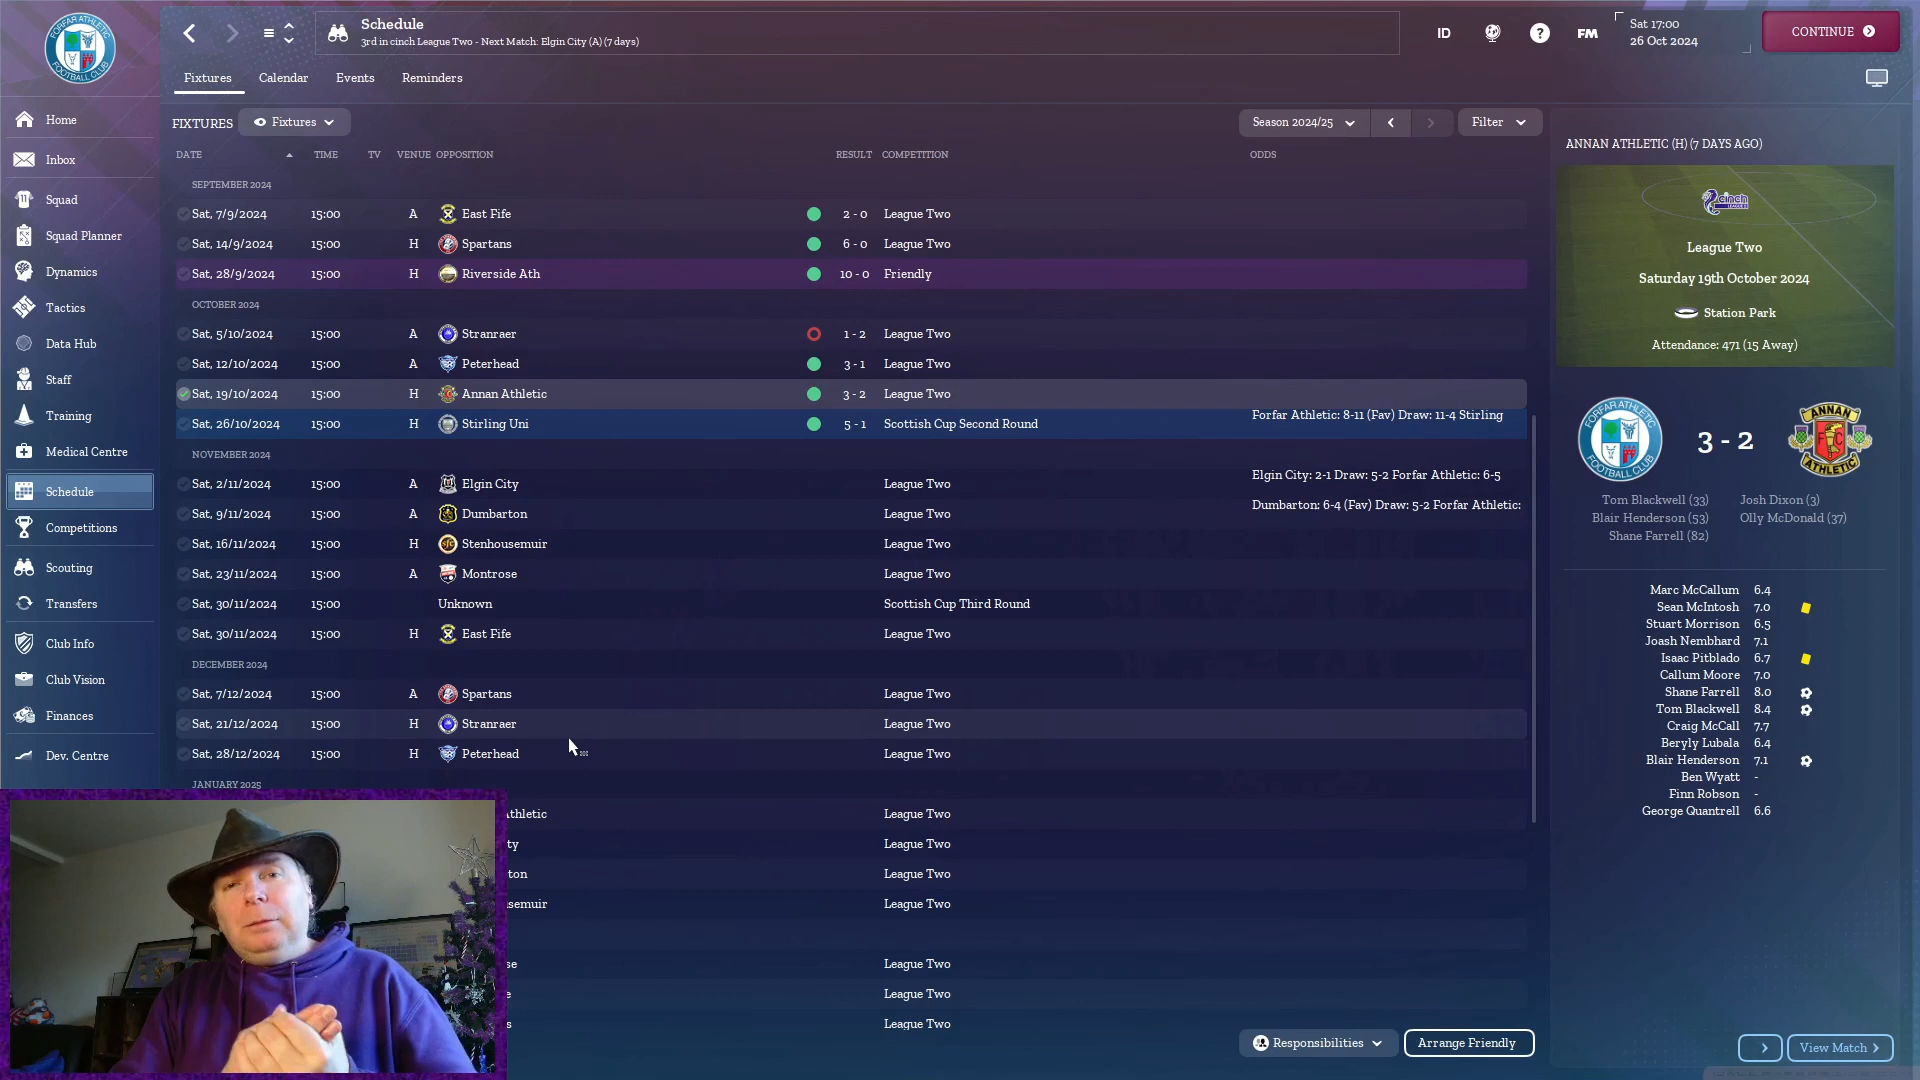 Schedule
3rd in cinch League Two - Next Match: Elgin City (A) (7 days)
ID
FM
Sat 17:00
26 Oct 2024
CONTINUE
Fixtures Calendar Events Reminders
Home
Inbox
Squad
Squad Planner
Dynamics
Tactics
Data Hub
Staff
Training
Medical Centre
Schedule
Competitions
Scouting
Transfers
Club Info
Club Vision
Finances
Dev. Centre
FIXTURES Fixtures Season 2024/25 Filter
DATE TIME TV VENUE OPPOSITION RESULT COMPETITION ODDS
SEPTEMBER 2024
Sat, 7/9/2024 15:00 A East Fife 2 - 0 League Two
Sat, 14/9/2024 15:00 H Spartans 6 - 0 League Two
Sat, 28/9/2024 15:00 H Riverside Ath 10 - 0 Friendly
OCTOBER 2024
Sat, 5/10/2024 15:00 A Stranraer 1 - 2 League Two
Sat, 12/10/2024 15:00 A Peterhead 3 - 1 League Two
Sat, 19/10/2024 15:00 H Annan Athletic 3 - 2 League Two
Sat, 26/10/2024 15:00 H Stirling Uni 5 - 1 Scottish Cup Second Round Forfar Athletic: 8-11 (Fav) Draw: 11-4 Stirling
NOVEMBER 2024
Sat, 2/11/2024 15:00 A Elgin City League Two Elgin City: 2-1 Draw: 5-2 Forfar Athletic: 6-5
Sat, 9/11/2024 15:00 A Dumbarton League Two Dumbarton: 6-4 (Fav) Draw: 5-2 Forfar Athletic:
Sat, 16/11/2024 15:00 H Stenhousemuir League Two
Sat, 23/11/2024 15:00 A Montrose League Two
Sat, 30/11/2024 15:00 Unknown Scottish Cup Third Round
Sat, 30/11/2024 15:00 H East Fife League Two
DECEMBER 2024
Sat, 7/12/2024 15:00 A Spartans League Two
Sat, 21/12/2024 15:00 H Stranraer League Two
Sat, 28/12/2024 15:00 H Peterhead League Two
JANUARY 2025
thletic League Two
ty League Two
ton League Two
semuir League Two
se League Two
e League Two
s League Two
Responsibilities Arrange Friendly
ANNAN ATHLETIC (H) (7 DAYS AGO)
cinch
League Two
Saturday 19th October 2024
Station Park
Attendance: 471 (15 Away)
FORFAR ATHLETIC
FOOTBALL CLUB
3 - 2
ANNAN
ATHLETIC
Tom Blackwell (33) Josh Dixon (3)
Blair Henderson (53) Olly McDonald (37)
Shane Farrell (82)
Marc McCallum 6.4
Sean McIntosh 7.0
Stuart Morrison 6.5
Joash Nembhard 7.1
Isaac Pitblado 6.7
Callum Moore 7.0
Shane Farrell 8.0
Tom Blackwell 8.4
Craig McCall 7.7
Beryly Lubala 6.4
Blair Henderson 7.1
Ben Wyatt -
Finn Robson -
George Quantrell 6.6
View Match